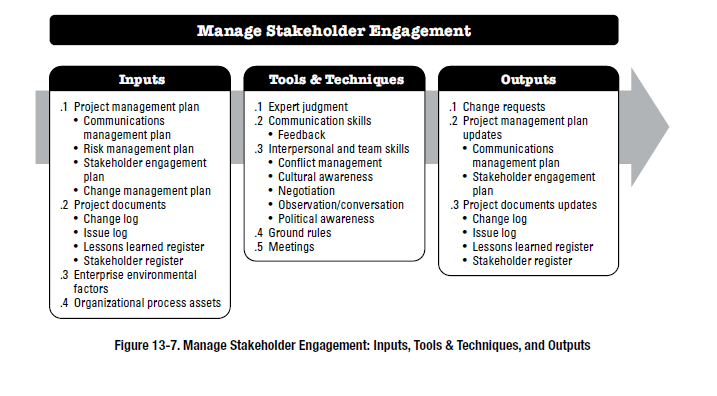 Manage Stakeholder Engagement
Inputs
.1 Project management plan
• Communications
management plan
• Risk management plan
• Stakeholder engagement
plan
• Change management plan
.2 Project documents
• Change log
• Issue log
• Lessons learned register
• Stakeholder register
.3 Enterprise environmental
factors
.4 Organizational process assets
Tools & Techniques
.1 Expert judgment
.2 Communication skills
• Feedback
.3 Interpersonal and team skills
• Conflict management
• Cultural awareness
• Negotiation
• Observation/conversation
• Political awareness
.4 Ground rules
.5 Meetings
Outputs
.1 Change requests
.2 Project management plan
updates
• Communications
management plan
• Stakeholder engagement
plan
.3 Project documents updates
• Change log
• Issue log
• Lessons learned register
• Stakeholder register
Figure 13-7. Manage Stakeholder Engagement: Inputs, Tools & Techniques, and Outputs